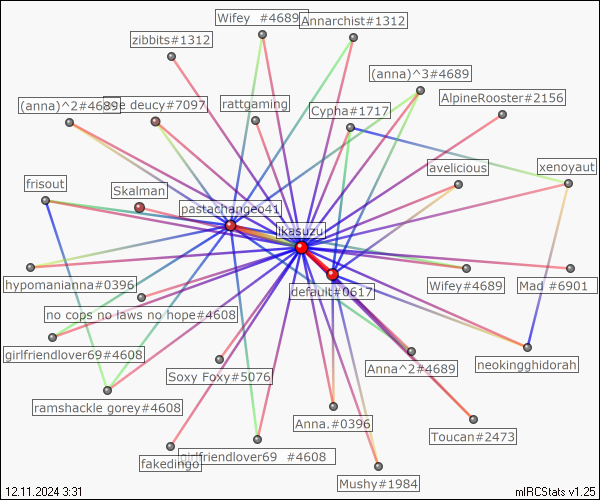 Wifey #4689
Annarchist#1312
zibbits#1312
(anna)^3#4689
AlpineRooster#2156
(anna)^2#4689
deucy#7097
rattgaming
Cypha#1717
avelicious
xenoyaut
frisout
Skalman
pastachangeo41
ikasuzu
hypomanianna#0396
default#0617
Wifey#4689
Mad #6901
no cops no laws no hope#4608
girlfriendlover69#4608
Soxy Foxy#5076
Anna^2#4689
neokingghidorah
ramshackle gorey#4608
Anna.#0396
Toucan#2473
fakedingo
girlfriendlover69 #4608
Mushy#1984
12.11.2024 3:31
mIRCStats v1.25